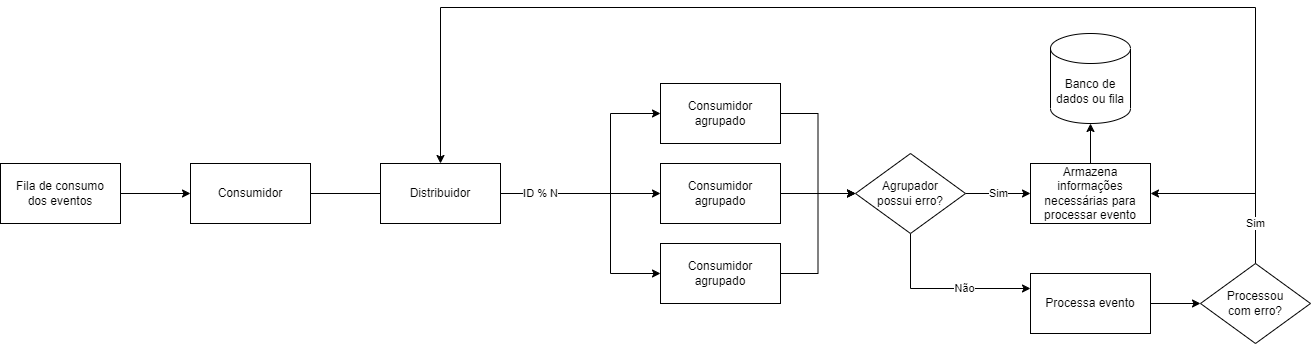 Fila de consumo
dos eventos
Consumidor
Distribuidor
ID % N
Consumidor
agrupado
Consumidor
agrupado
Consumidor
agrupado
Agrupador
possui erro?
Sim
Não
Banco de
dados ou fila
Armazena
informações
necessárias para
processar evento
Processa evento
Processou
com erro?
Sim